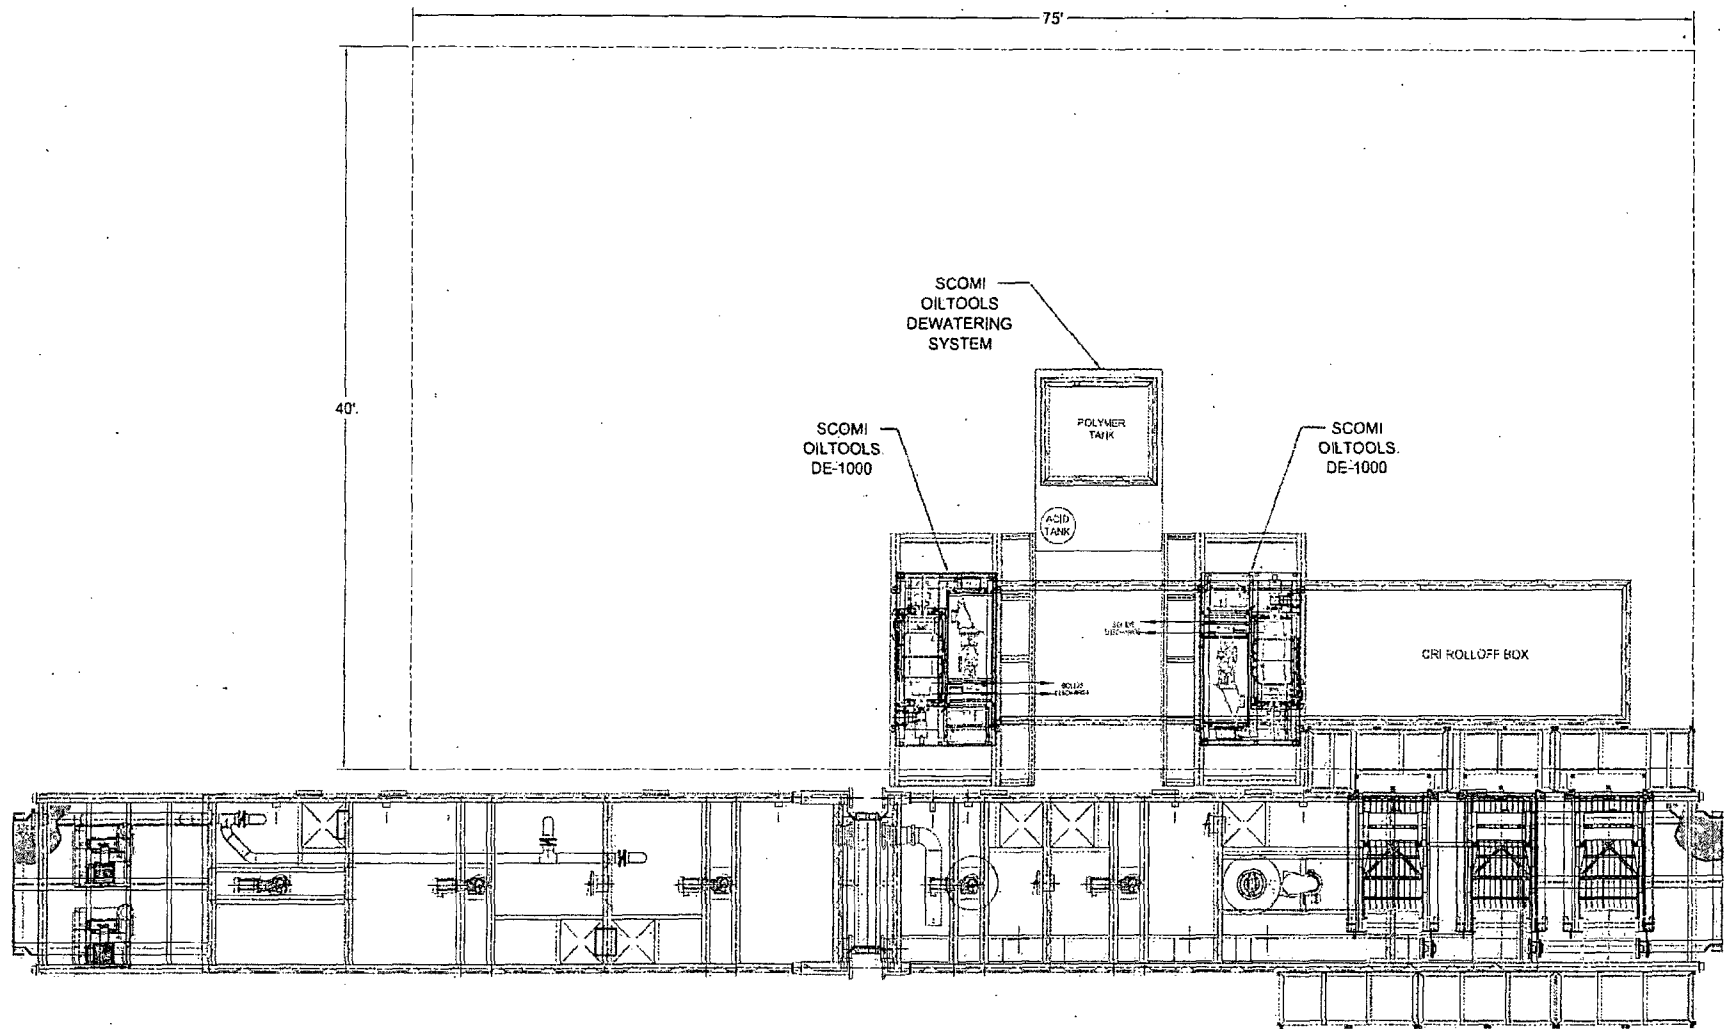 75'
SCOMI
OILTOOLS
DEWATERING
SYSTEM
40'.
SCOMI
OILTOOLS.
DE-1000
POLYMER
TANK
SCOMI
OILTOOLS.
DE-1000
ACID
TANK
CRI ROLLOFF BOX